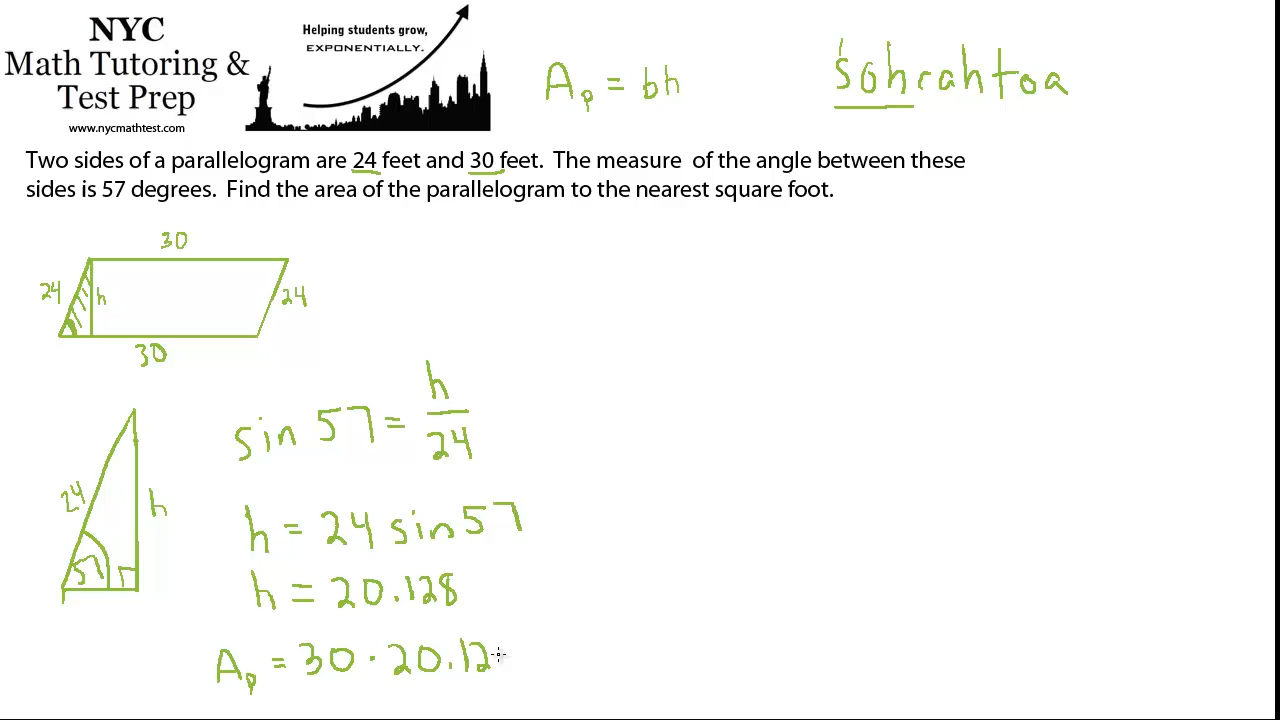 NYC
Math Tutoring &
Test Prep
www.nycmathtest.com
Helping students grow,
EXPONENTIALLY.
Aₚ = bh
sohcahtoa
Two sides of a parallelogram are 24 feet and 30 feet. The measure of the angle between these
sides is 57 degrees. Find the area of the parallelogram to the nearest square foot.
30
24
h
24
30
24
h
57
sin 57 = h/24
h = 24 sin 57
h = 20.128
Aₚ = 30 · 20.12